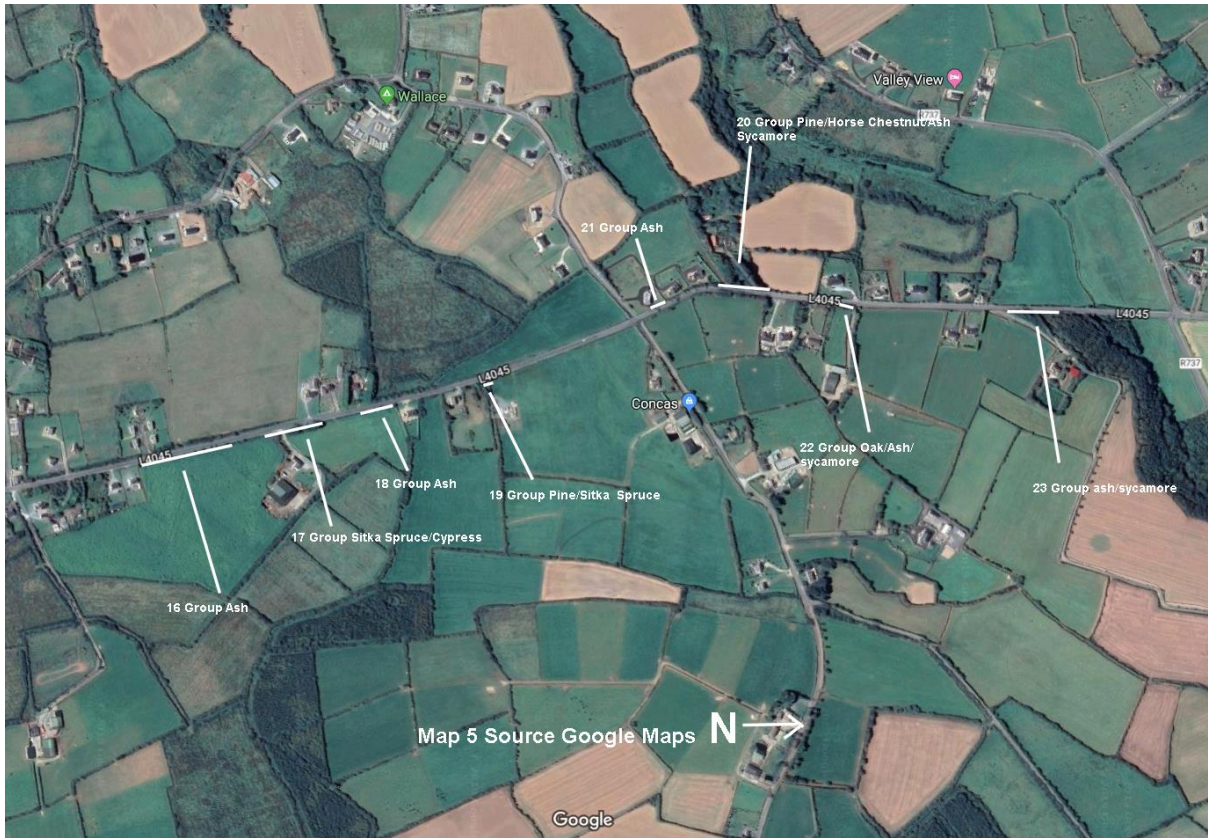 Valley View
Wallace
R737
20 Group Pine/Horse Chestnut/Ash
Sycamore
21 Group Ash
L4045
L4045
R737
L4045
Concas
18 Group Ash
22 Group Oak/Ash/
sycamore
L4045
19 Group Pine/Sitka Spruce
23 Group ash/sycamore
17 Group Sitka Spruce/Cypress
16 Group Ash
Map 5 Source Google Maps N
Google